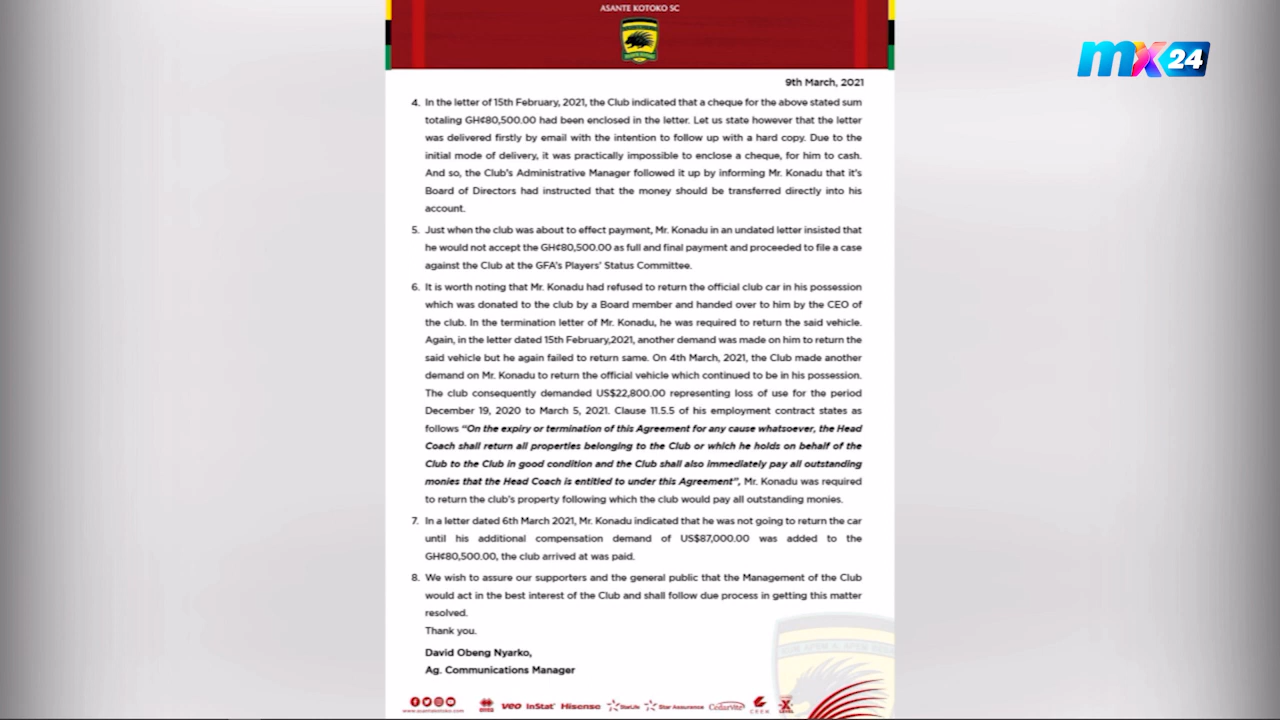 ASANTE KOTOKO SC
mx24
9th March, 2021
4. In the letter of 15th February, 2021, the Club indicated that a cheque for the above stated sum
totaling GH¢80,500.00 had been enclosed in the letter. Let us state however that the letter
was delivered firstly by email with the intention to follow up with a hard copy. Due to the
initial mode of delivery, it was practically impossible to enclose a cheque, for him to cash.
And so, the Club's Administrative Manager followed it up by informing Mr. Konadu that it's
Board of Directors had instructed that the money should be transferred directly into his
account.
5. Just when the club was about to effect payment, Mr. Konadu in an undated letter insisted that
he would not accept the GH¢80,500.00 as full and final payment and proceeded to file a case
against the Club at the GFA's Players' Status Committee.
6. It is worth noting that Mr. Konadu had refused to return the official club car in his possession
which was donated to the club by a Board member and handed over to him by the CEO of
the club. In the termination letter of Mr. Konadu, he was required to return the said vehicle.
Again, in the letter dated 15th February,2021, another demand was made on him to return the
said vehicle but he again failed to return same. On 4th March, 2021, the Club made another
demand on Mr. Konadu to return the official vehicle which continued to be in his possession.
The club consequently demanded US$22,800.00 representing loss of use for the period
December 19, 2020 to March 5, 2021. Clause 11.5.5 of his employment contract states as
follows "On the expiry or termination of this Agreement for any cause whatsoever, the Head
Coach shall return all properties belonging to the Club or which he holds on behalf of the
Club to the Club in good condition and the Club shall also immediately pay all outstanding
monies that the Head Coach is entitled to under this Agreement", Mr. Konadu was required
to return the club's property following which the club would pay all outstanding monies.
7. In a letter dated 6th March 2021, Mr. Konadu indicated that he was not going to return the car
until his additional compensation demand of US$87,000.00 was added to the
GH¢80,500.00, the club arrived at was paid.
8. We wish to assure our supporters and the general public that the Management of the Club
would act in the best interest of the Club and shall follow due process in getting this matter
resolved.
Thank you.
David Obeng Nyarko,
Ag. Communications Manager
www.asantekotoko.com
veo InStat Hisense StarLife Star Assurance CedarVite CEEK